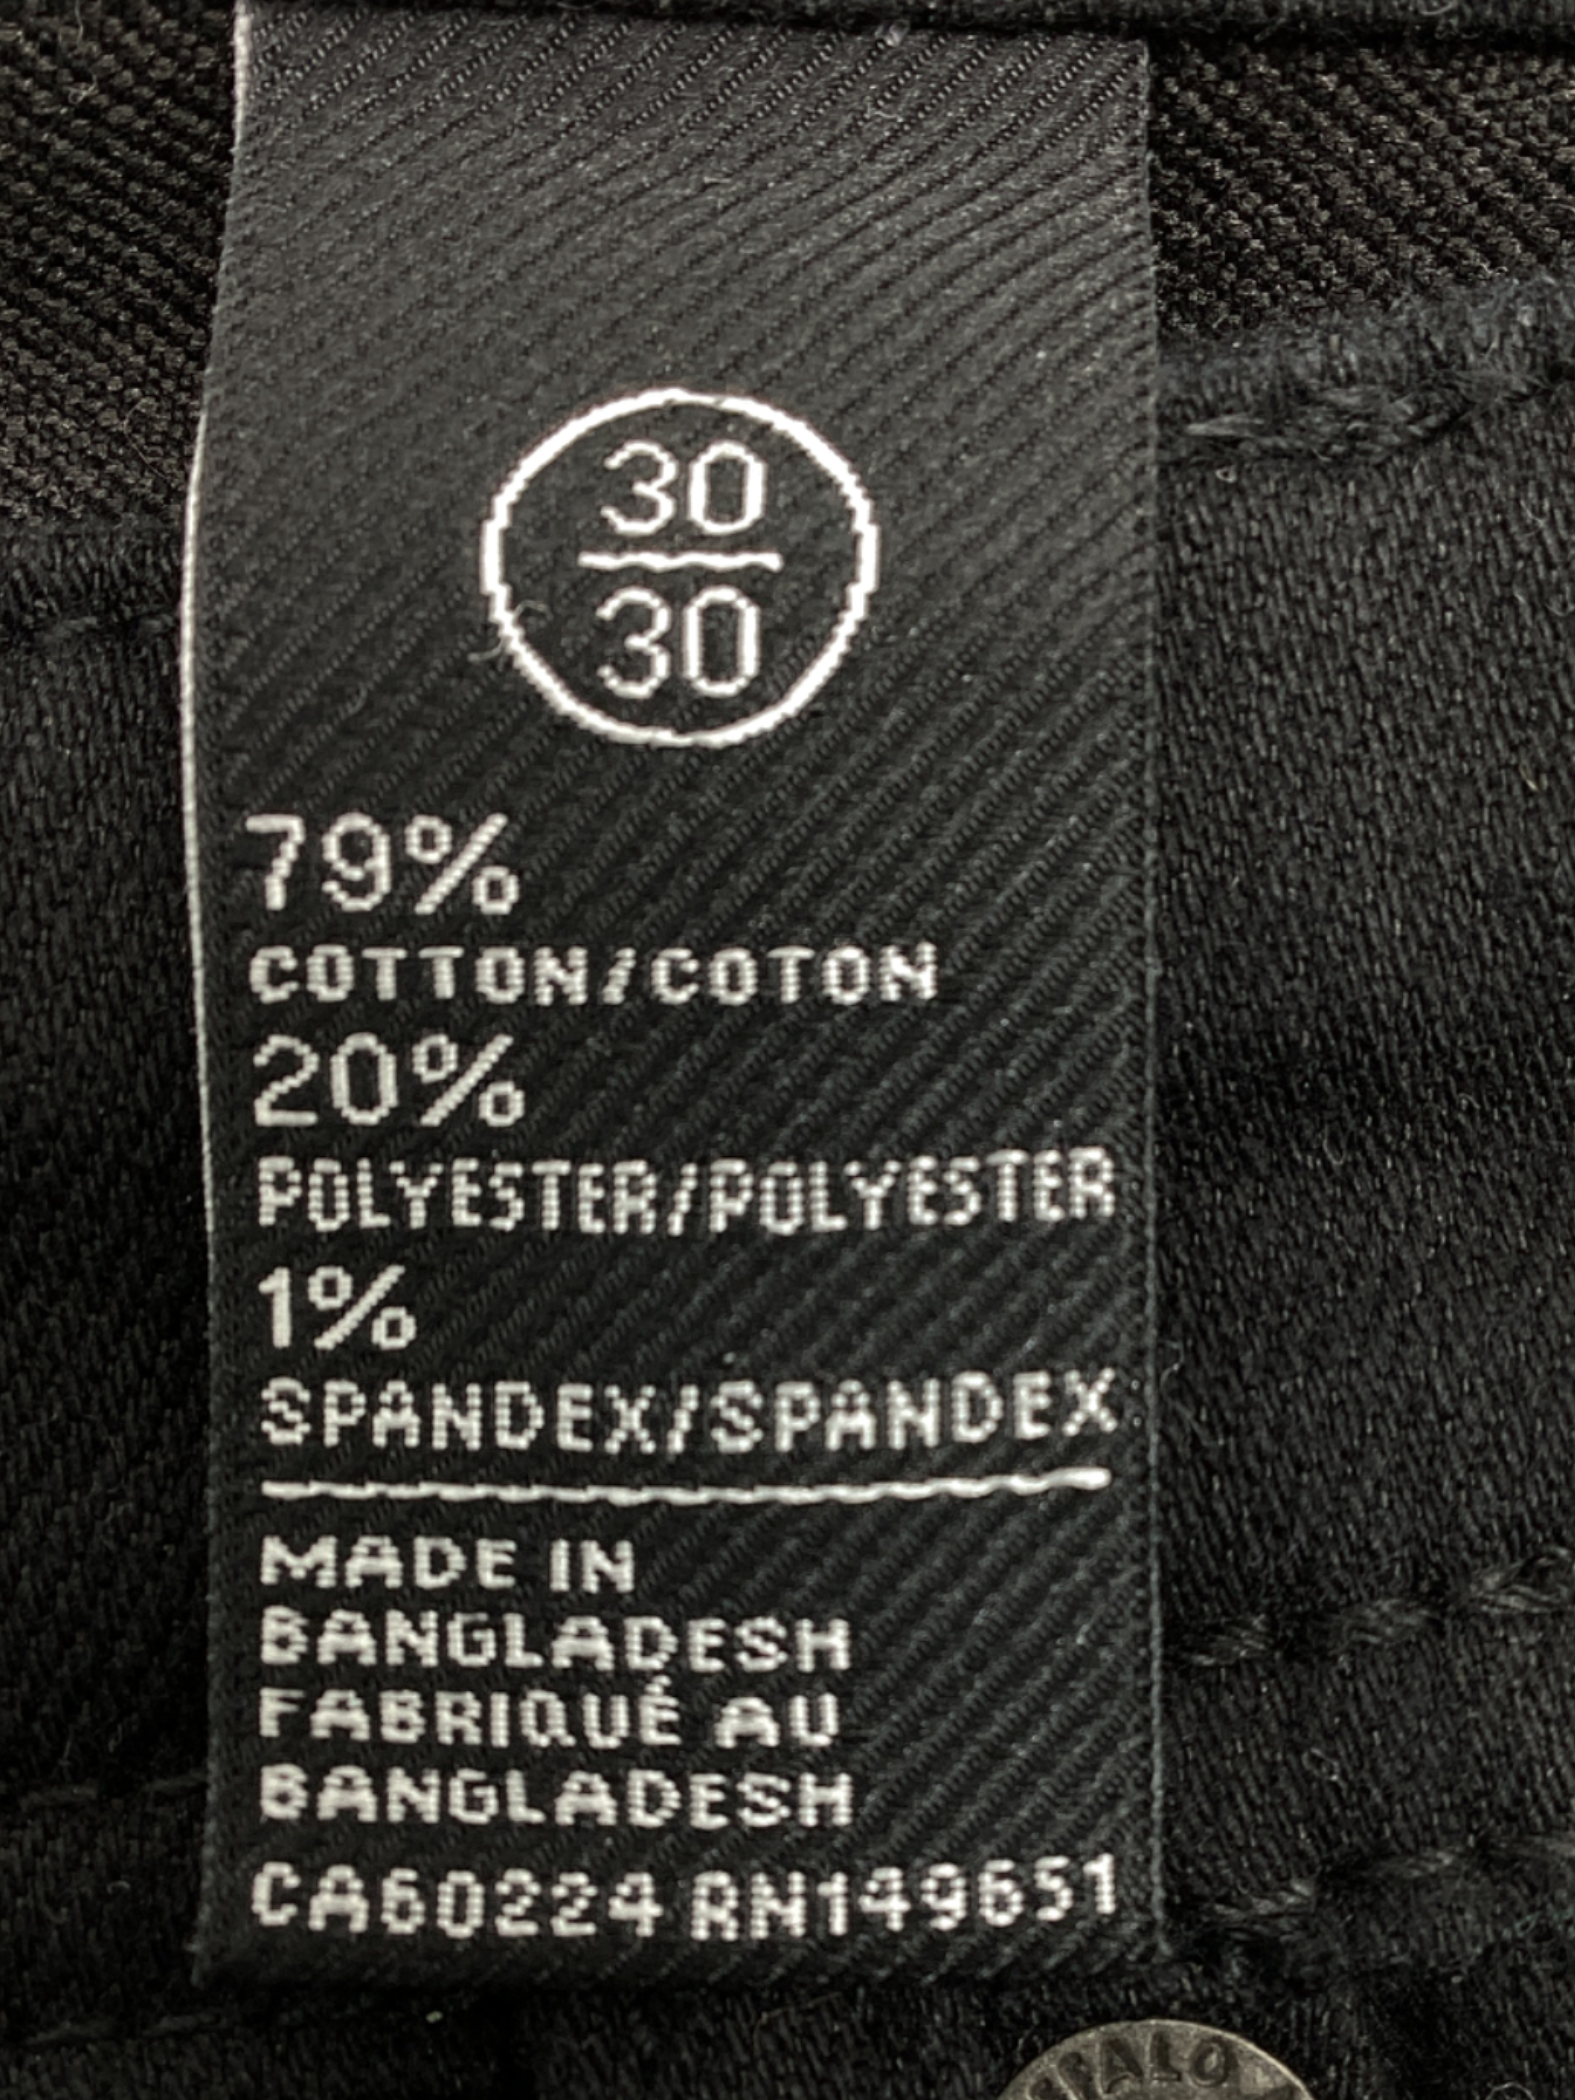 30
30
79%
COTTON/COTON
20%
POLYESTER/POLYESTER
1%
SPANDEX/SPANDEX
MADE IN
BANGLADESH
FABRIQUÉ AU
BANGLADESH
CA60224 RN149651